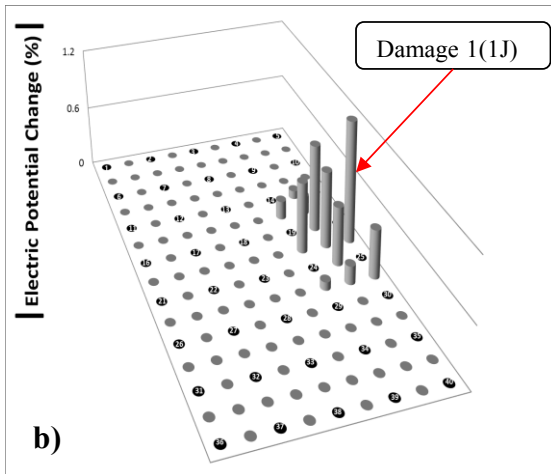 Damage 1(1J)
|Electric Potential Change (%)|
1.2
0.6
0
1 2 3 4 5
6 7 8 9 10
11 12 13 14
16 17 18 19
21 22 23 24 25
26 27 28 29 30
31 32 33 34 35
36 37 38 39 40
b)